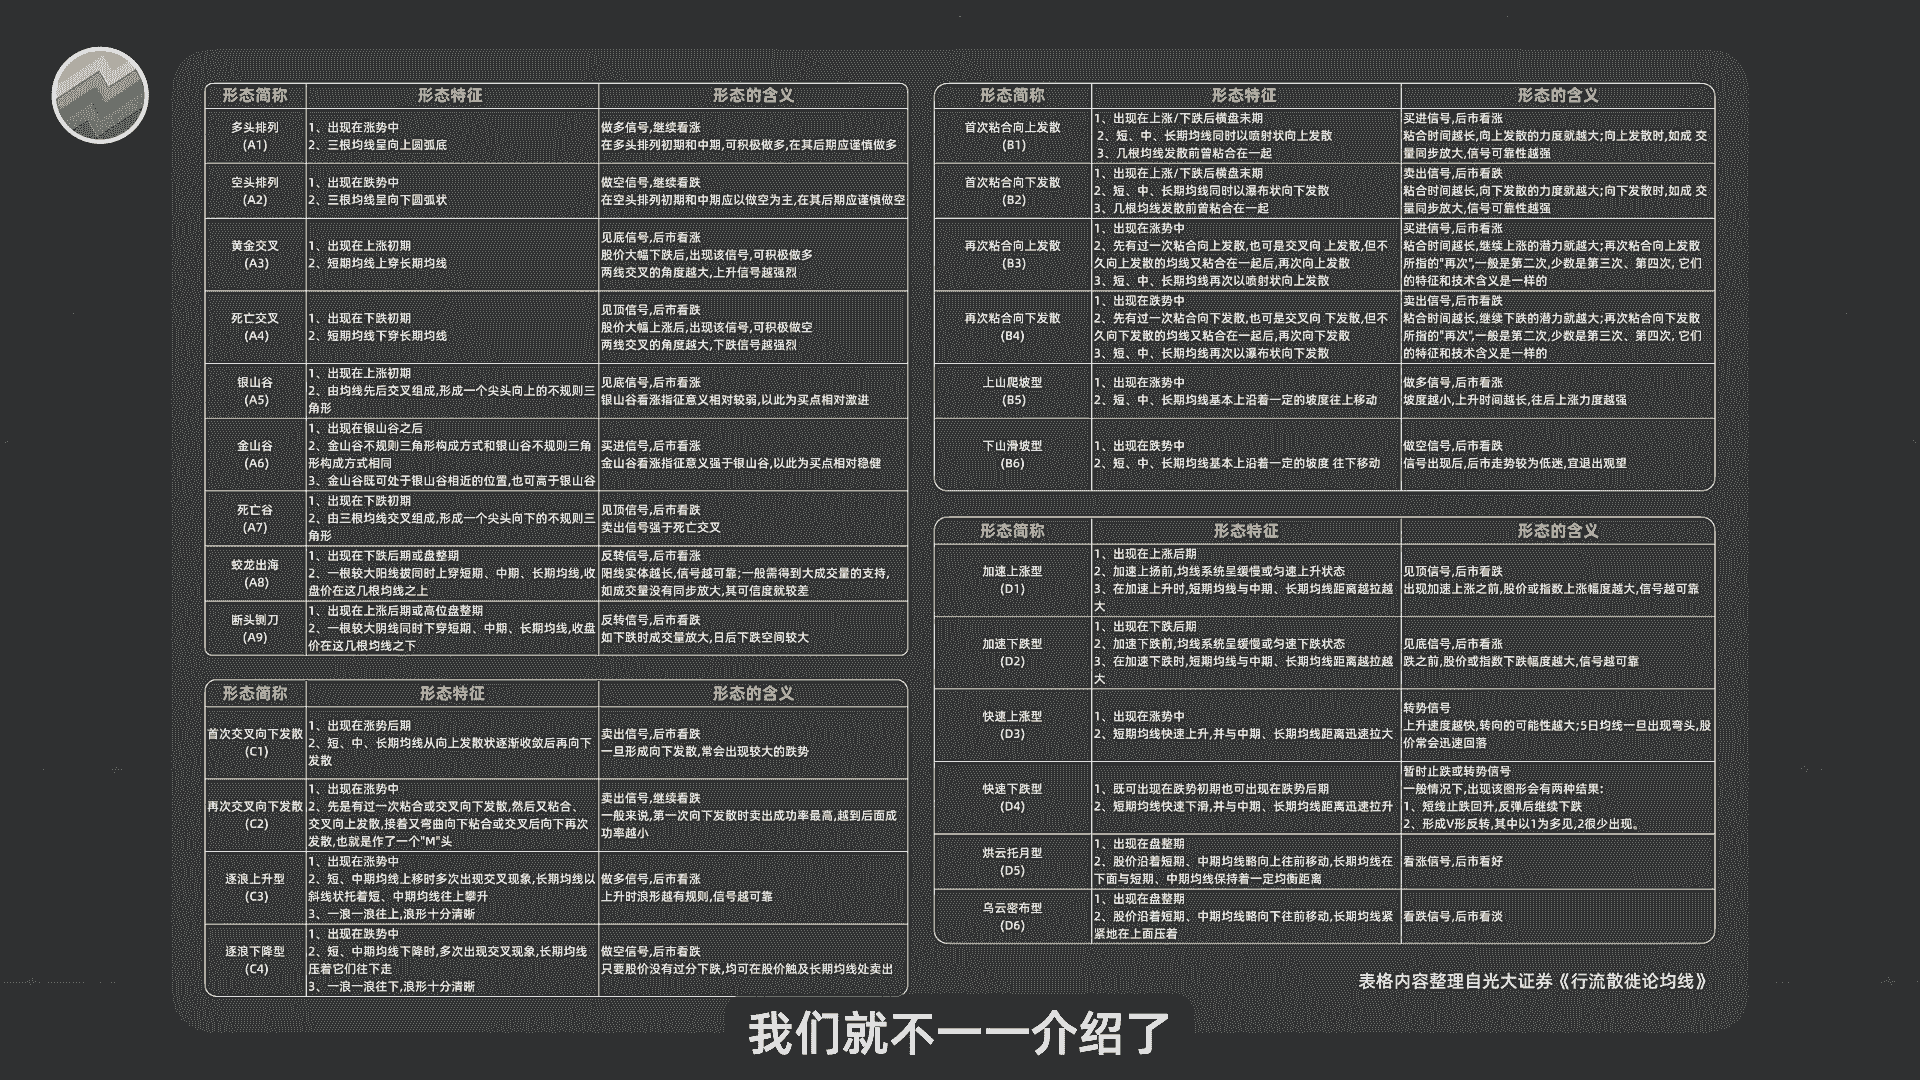 形态简称 形态特征 形态的含义
多头排列
(A1)
1、出现在涨势中
2、三根均线呈向上圆弧底
做多信号,继续看涨
在多头排列初期和中期,可积极做多,在其后期应谨慎做多
空头排列
(A2)
1、出现在跌势中
2、三根均线呈向下圆弧状
做空信号,继续看跌
在空头排列初期和中期应以做空为主,在其后期应谨慎做空
黄金交叉
(A3)
1、出现在上涨初期
2、短期均线上穿长期均线
见底信号,后市看涨
股价大幅下跌后,出现该信号,可积极做多
两线交叉的角度越大,上升信号越强烈
死亡交叉
(A4)
1、出现在下跌初期
2、短期均线下穿长期均线
见顶信号,后市看跌
股价大幅上涨后,出现该信号,可积极做空
两线交叉的角度越大,下跌信号越强烈
银山谷
(A5)
1、出现在上涨初期
2、由均线先后交叉组成,形成一个尖头向上的不规则三
角形
见底信号,后市看涨
银山谷看涨指征意义相对较弱,以此为买点相对激进
金山谷
(A6)
1、出现在银山谷之后
2、金山谷不规则三角形构成方式和银山谷不规则三角
形构成方式相同
3、金山谷既可处于银山谷相近的位置,也可高于银山谷
买进信号,后市看涨
金山谷看涨指征意义强于银山谷,以此为买点相对稳健
死亡谷
(A7)
1、出现在下跌初期
2、由三根均线交叉组成,形成一个尖头向下的不规则三
角形
见顶信号,后市看跌
卖出信号强于死亡交叉
蛟龙出海
(A8)
1、出现在下跌后期或盘整期
2、一根较大阳线拔同时上穿短期、中期、长期均线,收
盘价在这几根均线之上
反转信号,后市看涨
阳线实体越长,信号越可靠;一般需得到大成交量的支持,
如成交量没有同步放大,其可信度就较差
断头铡刀
(A9)
1、出现在上涨后期或高位盘整期
2、一根较大阴线同时下穿短期、中期、长期均线,收盘
价在这几根均线之下
反转信号,后市看跌
如下跌时成交量放大,日后下跌空间较大
形态简称 形态特征 形态的含义
首次交叉向下发散
(C1)
1、出现在涨势后期
2、短、中、长期均线从向上发散状逐渐收敛后再向下
发散
卖出信号,后市看跌
一旦形成向下发散,常会出现较大的跌势
再次交叉向下发散
(C2)
1、出现在涨势中
2、先是有过一次粘合或交叉向下发散,然后又粘合、
交叉向上发散,接着又弯曲向下粘合或交叉后向下再次
发散,也就是作了一个"M"头
卖出信号,继续看跌
一般来说,第一次向下发散时卖出成功率最高,越到后面成
功率越小
逐浪上升型
(C3)
1、出现在涨势中
2、短、中期均线上移时多次出现交叉现象,长期均线以
斜线状托着短、中期均线往上攀升
3、一浪一浪往上,浪形十分清晰
做多信号,后市看涨
上升时浪形越有规则,信号越可靠
逐浪下降型
(C4)
1、出现在跌势中
2、短、中期均线下降时,多次出现交叉现象,长期均线
压着它们往下走
3、一浪一浪往下,浪形十分清晰
做空信号,后市看跌
只要股价没有过分下跌,均可在股价触及长期均线处卖出
形态简称 形态特征 形态的含义
首次粘合向上发散
(B1)
1、出现在上涨/下跌后横盘末期
2、短、中、长期均线同时以喷射状向上发散
3、几根均线发散前曾粘合在一起
买进信号,后市看涨
粘合时间越长,向上发散的力度就越大;向上发散时,如成 交
量同步放大,信号可靠性越强
首次粘合向下发散
(B2)
1、出现在上涨/下跌后横盘末期
2、短、中、长期均线同时以瀑布状向下发散
3、几根均线发散前曾粘合在一起
卖出信号,后市看跌
粘合时间越长,向下发散的力度就越大;向下发散时,如成 交
量同步放大,信号可靠性越强
再次粘合向上发散
(B3)
1、出现在涨势中
2、先有过一次粘合向上发散,也可是交叉向 上发散,但不
久向上发散的均线又粘合在一起后,再次向上发散
3、短、中、长期均线再次以喷射状向上发散
买进信号,后市看涨
粘合时间越长,继续上涨的潜力就越大;再次粘合向上发散
所指的"再次",一般是第二次,少数是第三次、第四次, 它们
的特征和技术含义是一样的
再次粘合向下发散
(B4)
1、出现在跌势中
2、先有过一次粘合向下发散,也可是交叉向 下发散,但不
久向下发散的均线又粘合在一起后,再次向下发散
3、短、中、长期均线再次以瀑布状向下发散
卖出信号,后市看跌
粘合时间越长,继续下跌的潜力就越大;再次粘合向下发散
所指的"再次",一般是第二次,少数是第三次、第四次, 它们
的特征和技术含义是一样的
上山爬坡型
(B5)
1、出现在涨势中
2、短、中、长期均线基本上沿着一定的坡度往上移动
做多信号,后市看涨
坡度越小,上升时间越长,往后上涨力度越强
下山滑坡型
(B6)
1、出现在跌势中
2、短、中、长期均线基本上沿着一定的坡度 往下移动
做空信号,后市看跌
信号出现后,后市走势较为低迷,宜退出观望
形态简称 形态特征 形态的含义
加速上涨型
(D1)
1、出现在上涨后期
2、加速上扬前,均线系统呈缓慢或匀速上升状态
3、在加速上升时,短期均线与中期、长期均线距离越拉越
大
见顶信号,后市看跌
出现加速上涨之前,股价或指数上涨幅度越大,信号越可靠
加速下跌型
(D2)
1、出现在下跌后期
2、加速下跌前,均线系统呈缓慢或匀速下跌状态
3、在加速下跌时,短期均线与中期、长期均线距离越拉越
大
见底信号,后市看涨
跌之前,股价或指数下跌幅度越大,信号越可靠
快速上涨型
(D3)
1、出现在涨势中
2、短期均线快速上升,并与中期、长期均线距离迅速拉大
转势信号
上升速度越快,转向的可能性越大;5日均线一旦出现弯头,股
价常会迅速回落
快速下跌型
(D4)
1、既可出现在跌势初期也可出现在跌势后期
2、短期均线快速下滑,并与中期、长期均线距离迅速拉升
暂时止跌或转势信号
一般情况下,出现该图形会有两种结果:
1、短线止跌回升,反弹后继续下跌
2、形成V形反转,其中以1为多见,2很少出现。
烘云托月型
(D5)
1、出现在盘整期
2、股价沿着短期、中期均线略向上往前移动,长期均线在
下面与短期、中期均线保持着一定均衡距离
看涨信号,后市看好
乌云密布型
(D6)
1、出现在盘整期
2、股价沿着短期、中期均线略向下往前移动,长期均线紧
紧地在上面压着
看跌信号,后市看淡
表格内容整理自光大证券《行流散徙论均线》
我们就不一一介绍了